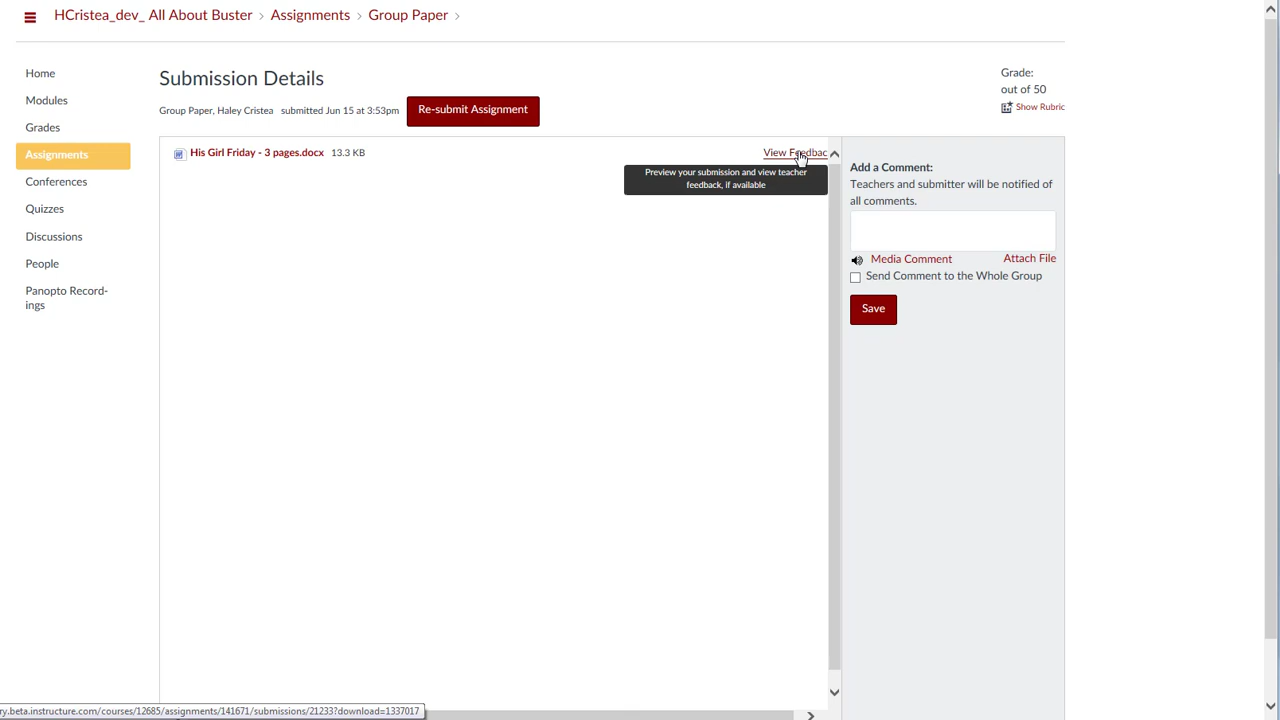 HCristea_dev_ All About Buster > Assignments > Group Paper >
Home
Modules
Grades
Assignments
Conferences
Quizzes
Discussions
People
Panopto Record-
ings
Submission Details
Group Paper, Haley Cristea submitted Jun 15 at 3:53pm
Re-submit Assignment
Grade:
out of 50
Show Rubric
His Girl Friday - 3 pages.docx 13.3 KB
View Feedbac
Preview your submission and view teacher
feedback, if available
Add a Comment:
Teachers and submitter will be notified of
all comments.
Media Comment
Attach File
Send Comment to the Whole Group
Save
ry.beta.instructure.com/courses/12685/assignments/141671/submissions/21233?download=1337017